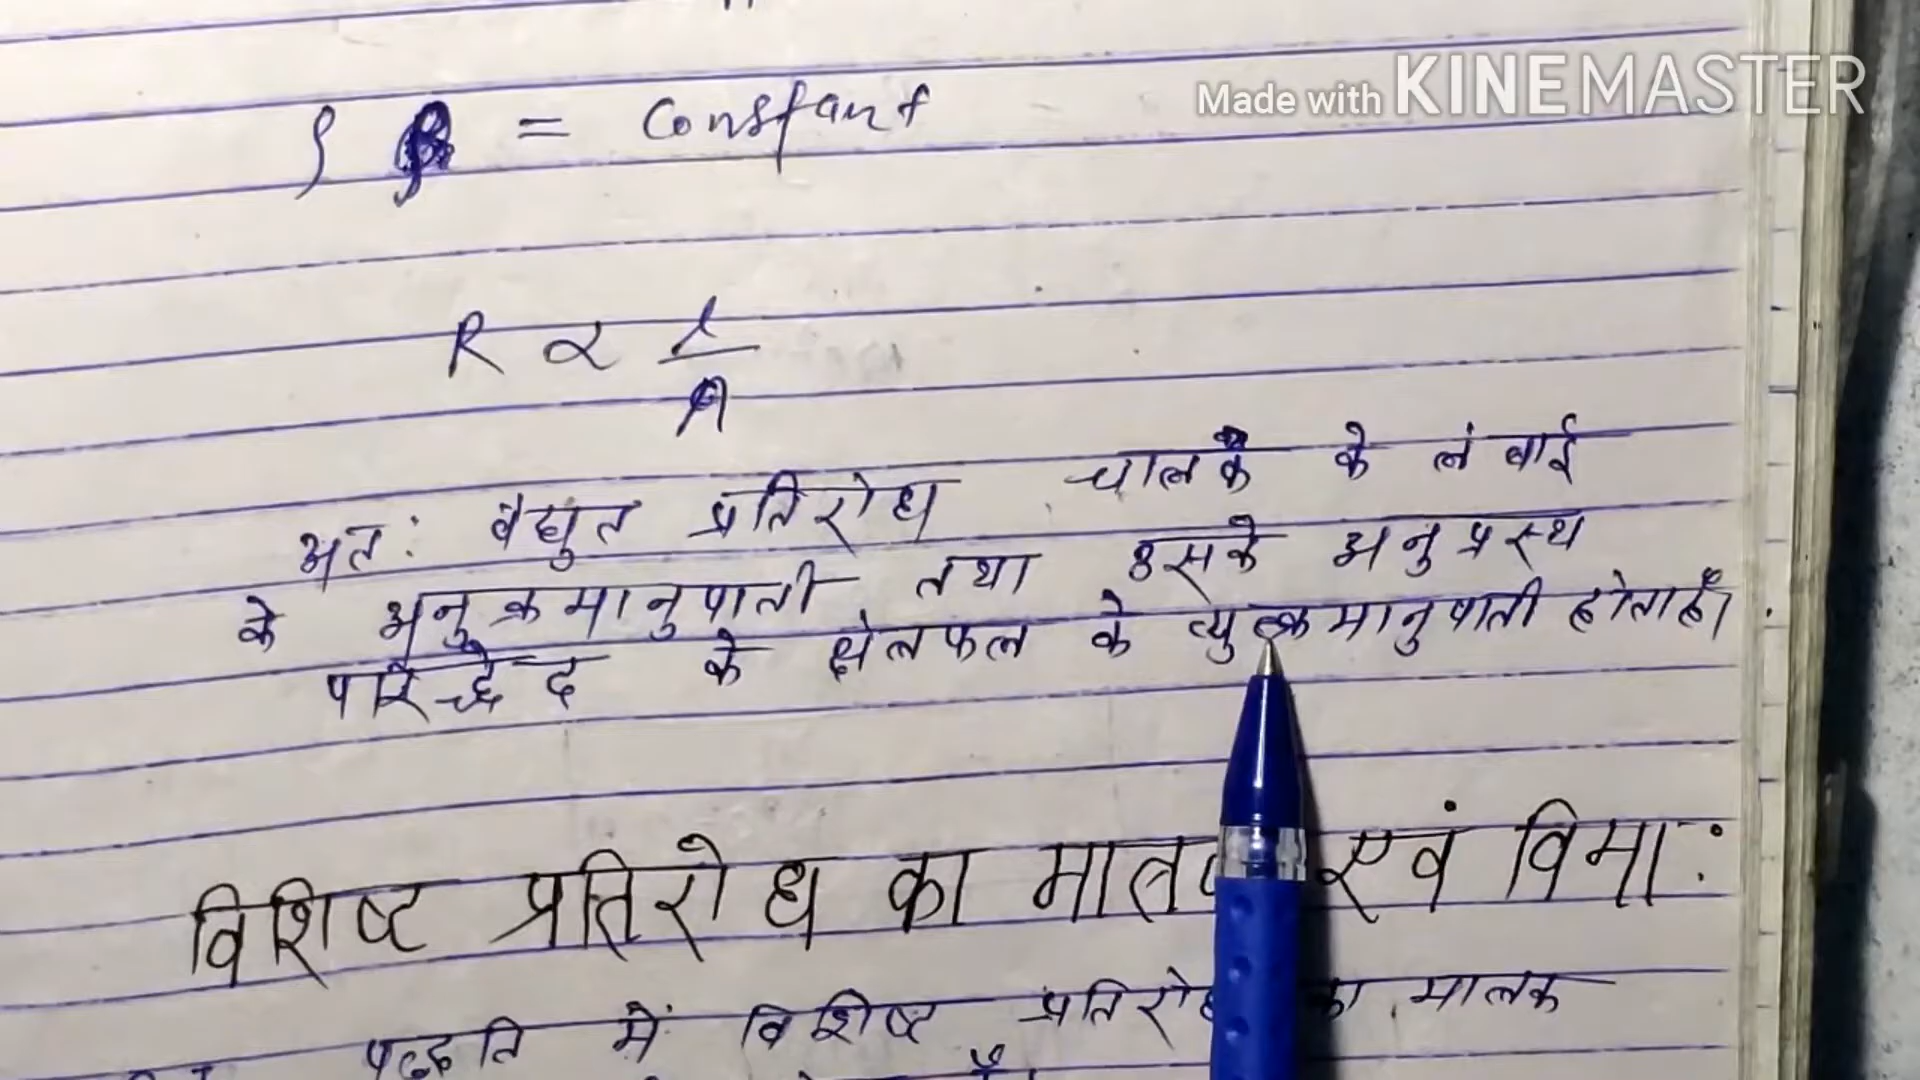 Made with KINEMASTER
ρ = Constant
R ∝ l
A
अतः वैद्युत प्रतिरोध चालक के लंबाई
के अनुक्रमानुपाती तथा उसके अनुप्रस्थ
परिच्छेद के क्षेत्रफल के व्युत्क्रमानुपाती होता है।
विशिष्ट प्रतिरोध का मात्रक एवं विमा:
पद्धति में विशिष्ट प्रतिरोध का मात्रक